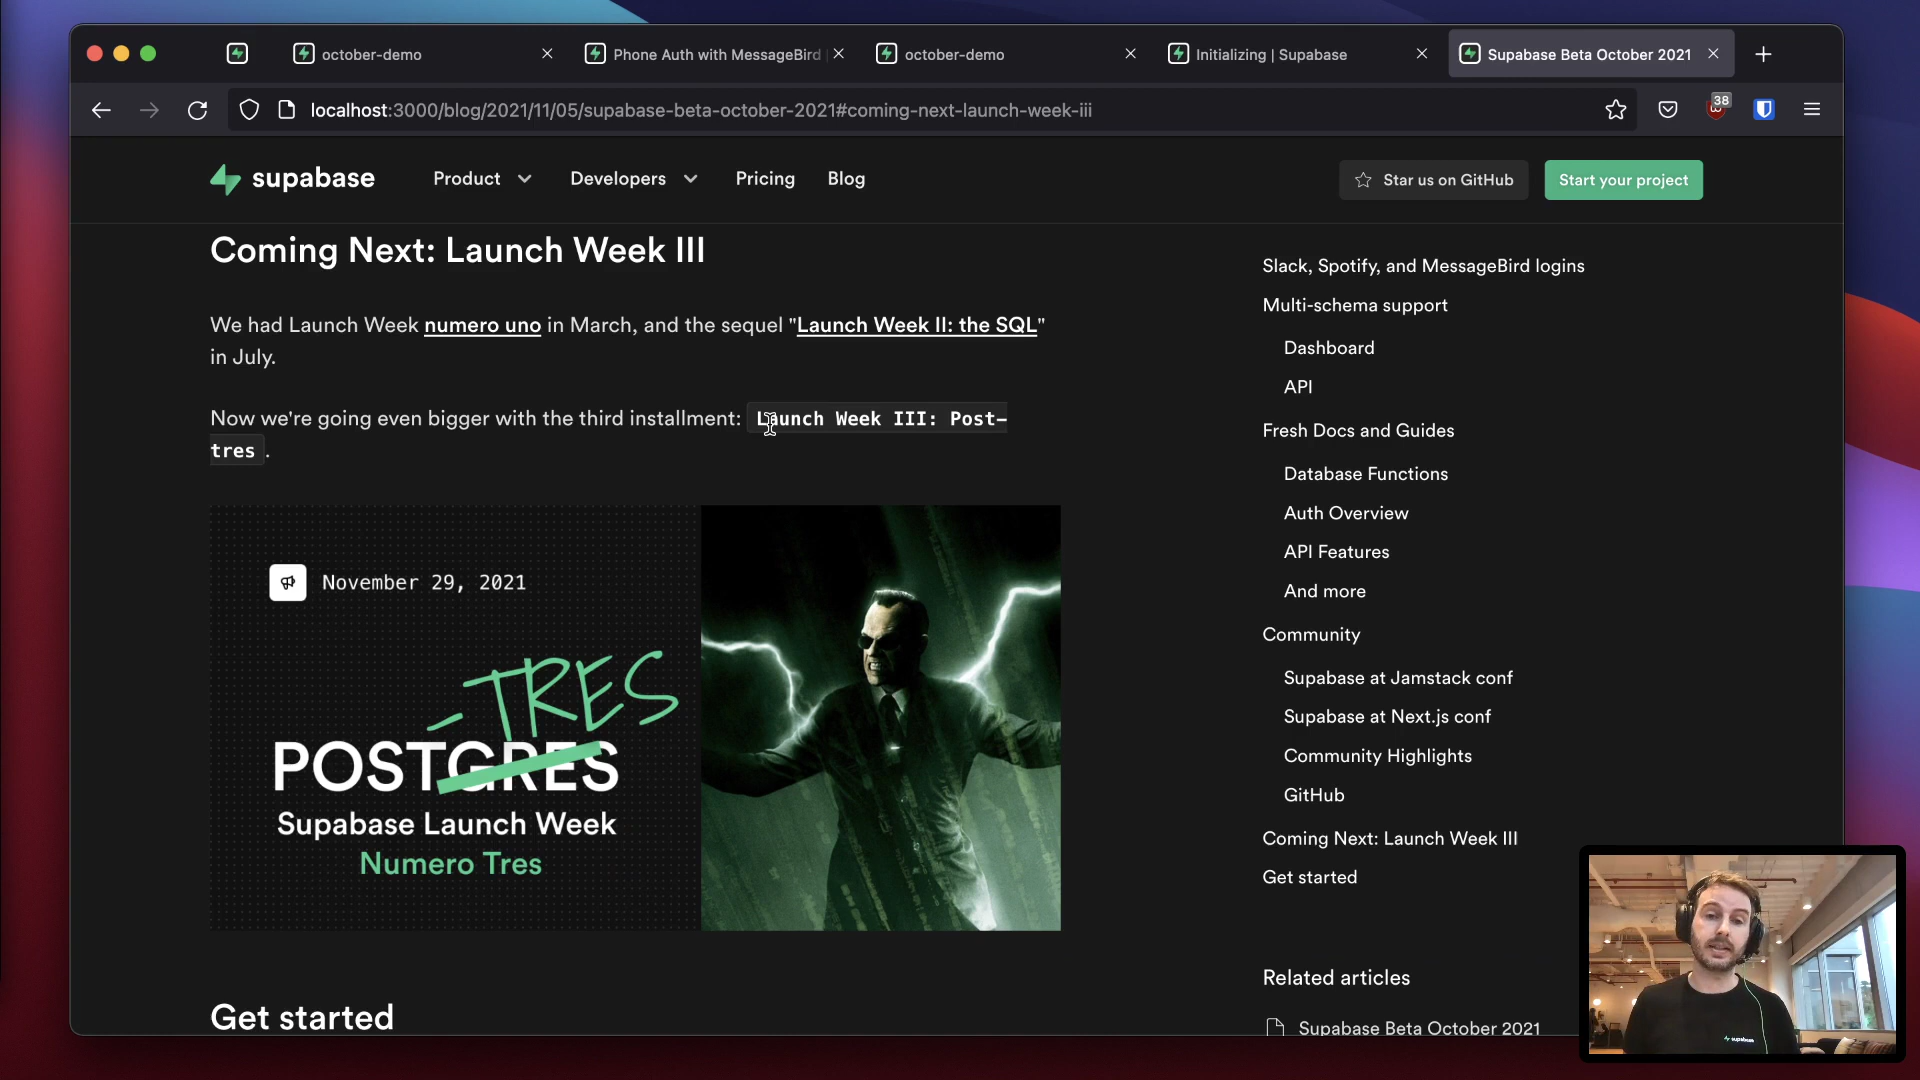 october-demo
Phone Auth with MessageBird
october-demo
Initializing | Supabase
Supabase Beta October 2021
localhost:3000/blog/2021/11/05/supabase-beta-october-2021#coming-next-launch-week-iii
38
supabase
Product
Developers
Pricing
Blog
Star us on GitHub
Start your project
Coming Next: Launch Week III
We had Launch Week numero uno in March, and the sequel "Launch Week II: the SQL"
in July.
Now we're going even bigger with the third installment: Launch Week III: Post-
tres .
November 29, 2021
-TRES
POSTGRES
Supabase Launch Week
Numero Tres
Get started
Slack, Spotify, and MessageBird logins
Multi-schema support
Dashboard
API
Fresh Docs and Guides
Database Functions
Auth Overview
API Features
And more
Community
Supabase at Jamstack conf
Supabase at Next.js conf
Community Highlights
GitHub
Coming Next: Launch Week III
Get started
Related articles
Supabase Beta October 2021
supabase